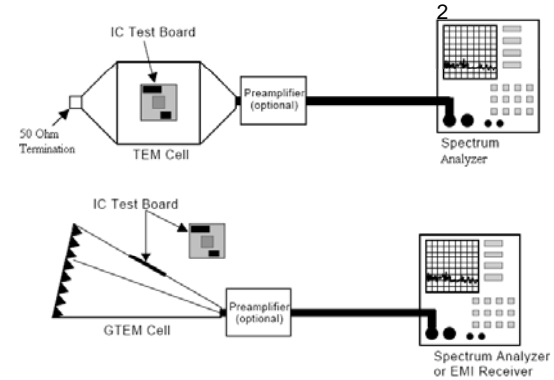 2
IC Test Board
Preamplifier
(optional)
50 Ohm
Termination
TEM Cell
Spectrum
Analyzer
IC Test Board
Preamplifier
(optional)
GTEM Cell
Spectrum Analyzer
or EMI Receiver